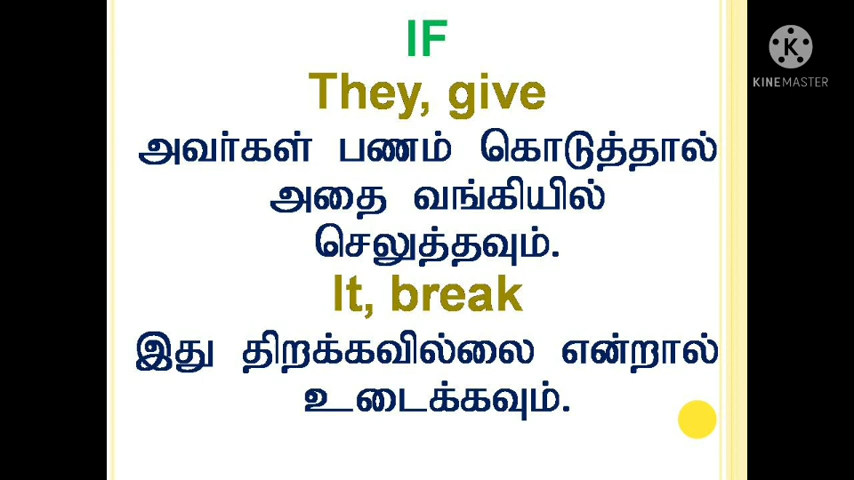 IF
They, give
அவர்கள் பணம் கொடுத்தால்
அதை வங்கியில்
செலுத்தவும்.
It, break
இது திறக்கவில்லை என்றால்
உடைக்கவும்.
K
KINEMASTER